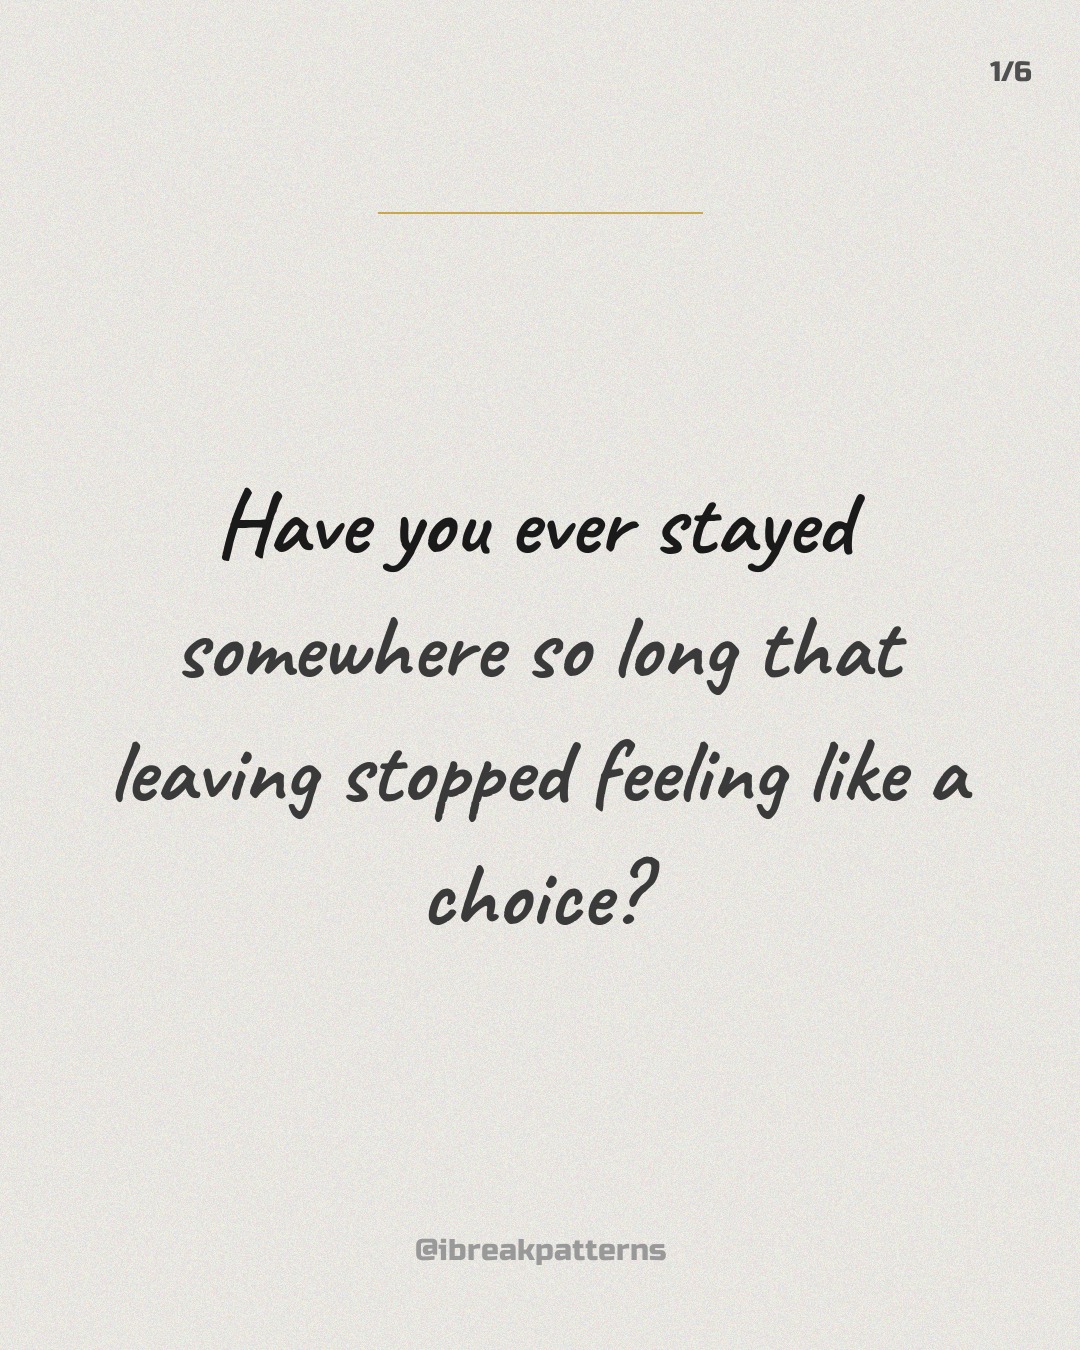 1/6
Have you ever stayed
somewhere so long that
leaving stopped feeling like a
choice?
@ibreakpatterns